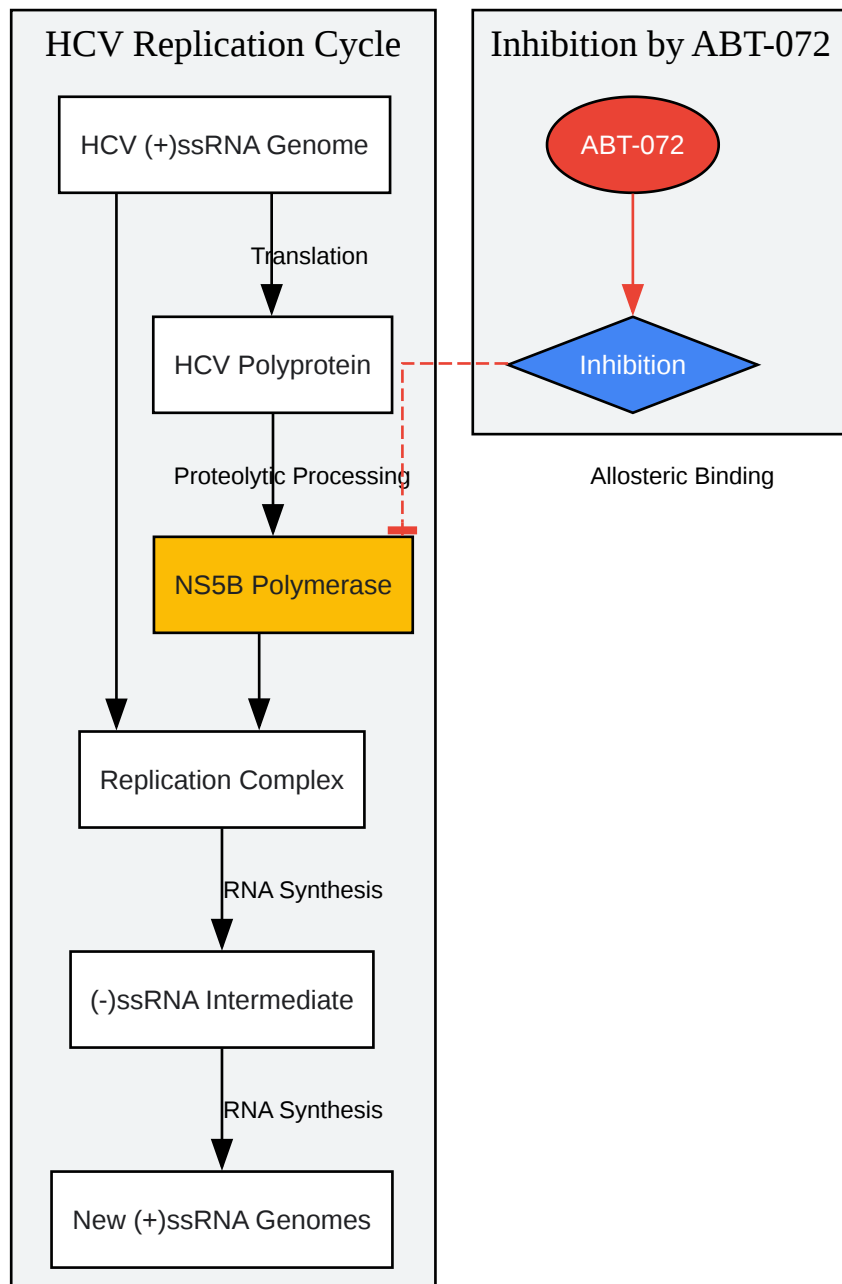 HCV Replication Cycle
HCV (+)ssRNA Genome
Translation
HCV Polyprotein
Proteolytic Processing
NS5B Polymerase
Replication Complex
RNA Synthesis
(-)ssRNA Intermediate
RNA Synthesis
New (+)ssRNA Genomes
Inhibition by ABT-072
ABT-072
Inhibition
Allosteric Binding